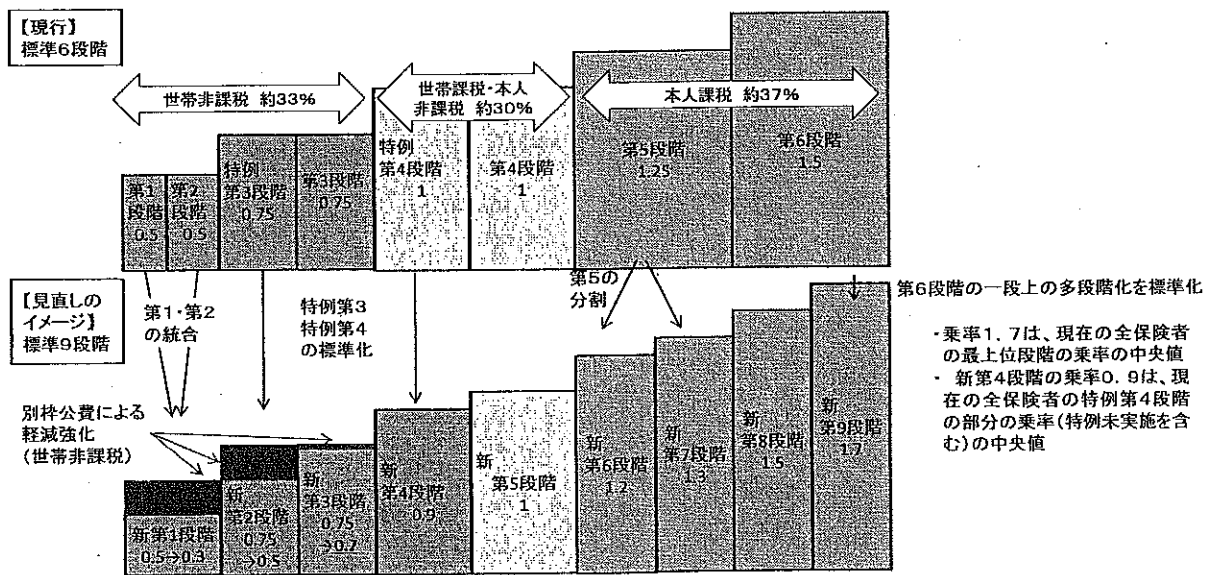 【現行】
標準6段階
世帯非課税 約33%
世帯課税・本人
非課税 約30%
本人課税 約37%
第1
段階
0.5
第2
段階
0.5
特例
第3段階
0.75
第3段階
0.75
特例
第4段階
1
第4段階
1
第5段階
1.25
第6段階
1.5
【見直しの
イメージ】
標準9段階
第1・第2
の統合
特例第3
特例第4
の標準化
第5の
分割
第6段階の一段上の多段階化を標準化
・乗率1.7は、現在の全保険者
の最上位段階の乗率の中央値
・ 新第4段階の乗率0.9は、現
在の全保険者の特例第4段階
の部分の乗率(特例未実施を含
む)の中央値
別枠公費による
軽減強化
(世帯非課税)
新第1段階
0.5→0.3
新
第2段階
0.75
→0.5
新
第3段階
0.75
→0.7
新
第4段階
0.9
新
第5段階
1
新
第6段階
1.2
新
第7段階
1.3
新
第8段階
1.5
新
第9段階
1.7